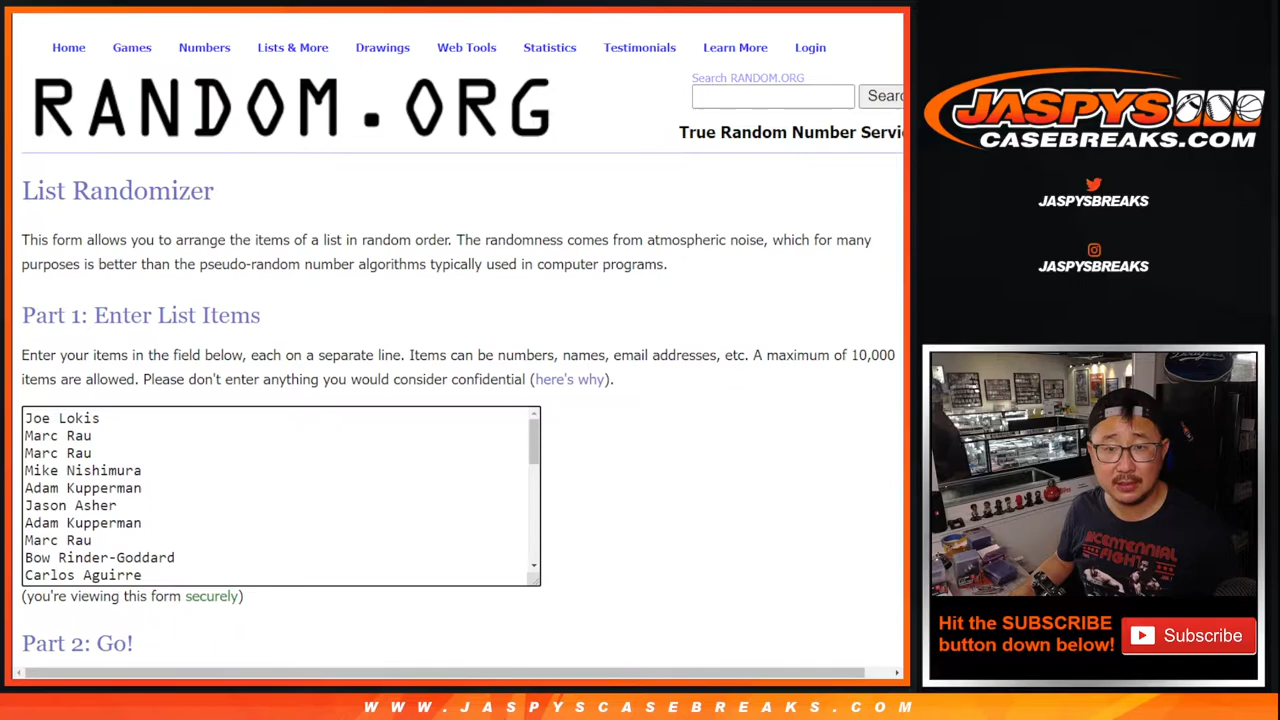 Home Games Numbers Lists & More Drawings Web Tools Statistics Testimonials Learn More Login
RANDOM.ORG
Search RANDOM.ORG
Searc
True Random Number Servi
List Randomizer
This form allows you to arrange the items of a list in random order. The randomness comes from atmospheric noise, which for many
purposes is better than the pseudo-random number algorithms typically used in computer programs.
Part 1: Enter List Items
Enter your items in the field below, each on a separate line. Items can be numbers, names, email addresses, etc. A maximum of 10,000
items are allowed. Please don't enter anything you would consider confidential (here's why).
Joe Lokis
Marc Rau
Marc Rau
Mike Nishimura
Adam Kupperman
Jason Asher
Adam Kupperman
Marc Rau
Bow Rinder-Goddard
Carlos Aguirre
(you're viewing this form securely)
Part 2: Go!
JASPYS
CASEBREAKS.COM
JASPYSBREAKS
JASPYSBREAKS
Dodgers
BICENTENNIAL
FIGHT
Hit the SUBSCRIBE
button down below!
Subscribe
WWW.JASPYSCASEBREAKS.COM